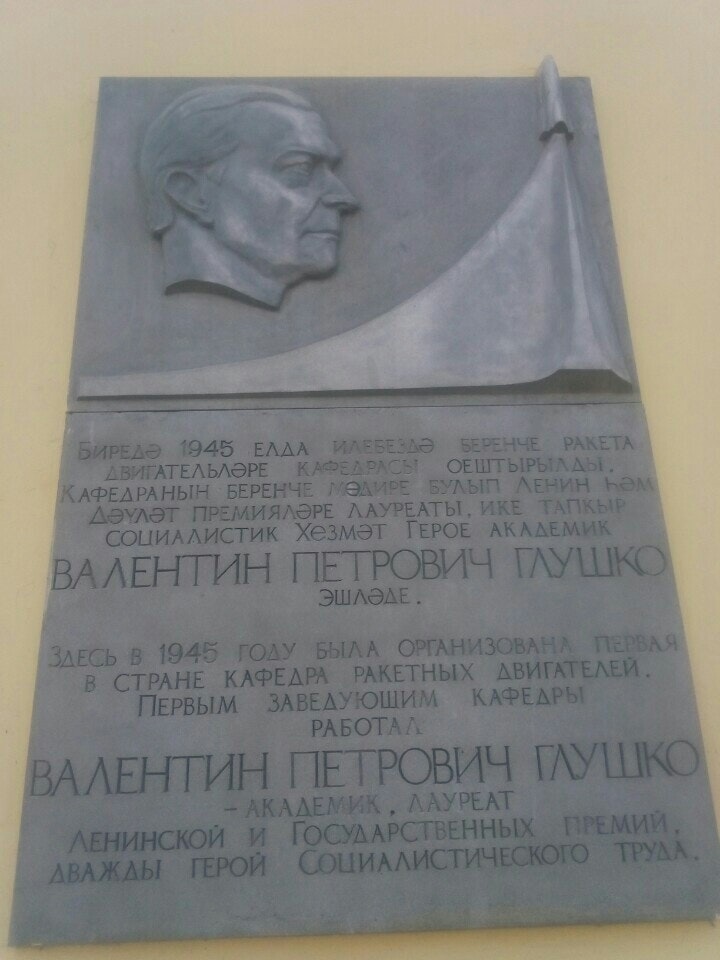 Биредә 1945 елда илебездә беренче ракета
двигательләре кафедрасы оештырылды.
Кафедранын беренче мөдире булып Ленин һәм
Дәүләт премияләре лауреаты, ике тапкыр
социалистик Хезмәт Герое академик
ВАЛЕНТИН ПЕТРОВИЧ ГЛУШКО
эшләде.
Здесь в 1945 году была организована первая
в стране кафедра ракетных двигателей.
Первым заведующим кафедры
работал
ВАЛЕНТИН ПЕТРОВИЧ ГЛУШКО
– академик, лауреат
Ленинской и Государственных премий,
дважды герой Социалистического труда.